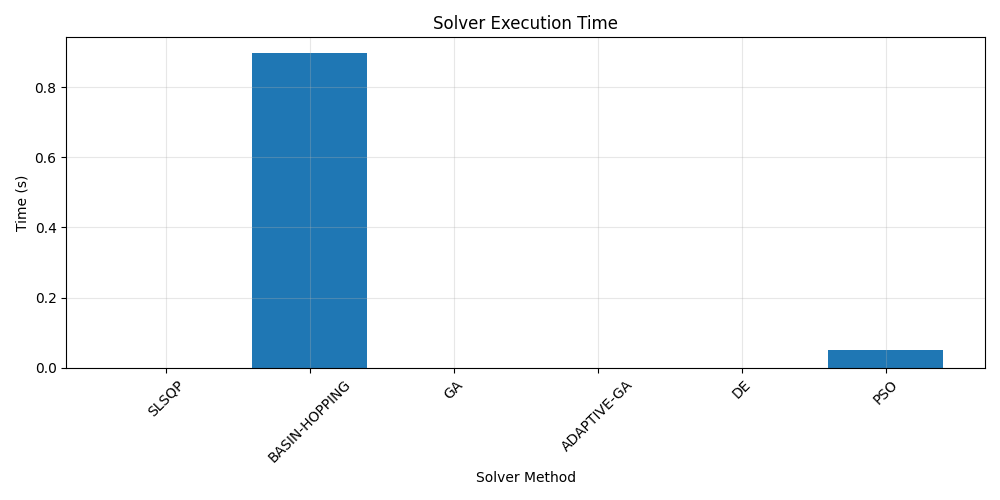 Solver Execution Time
Time (s)
0.8
0.6
0.4
0.2
0.0
SLSQP
BASIN-HOPPING
GA
ADAPTIVE-GA
DE
PSO
Solver Method